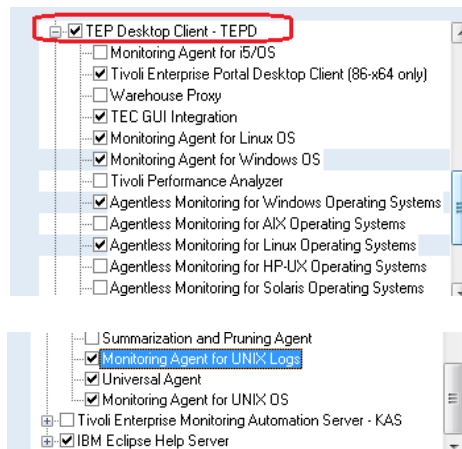 TEP Desktop Client - TEPD
Monitoring Agent for i5/OS
Tivoli Enterprise Portal Desktop Client (86-x64 only)
Warehouse Proxy
TEC GUI Integration
Monitoring Agent for Linux OS
Monitoring Agent for Windows OS
Tivoli Performance Analyzer
Agentless Monitoring for Windows Operating Systems
Agentless Monitoring for AIX Operating Systems
Agentless Monitoring for Linux Operating Systems
Agentless Monitoring for HP-UX Operating Systems
Agentless Monitoring for Solaris Operating Systems
Summarization and Pruning Agent
Monitoring Agent for UNIX Logs
Universal Agent
Monitoring Agent for UNIX OS
Tivoli Enterprise Monitoring Automation Server - KAS
IBM Eclipse Help Server